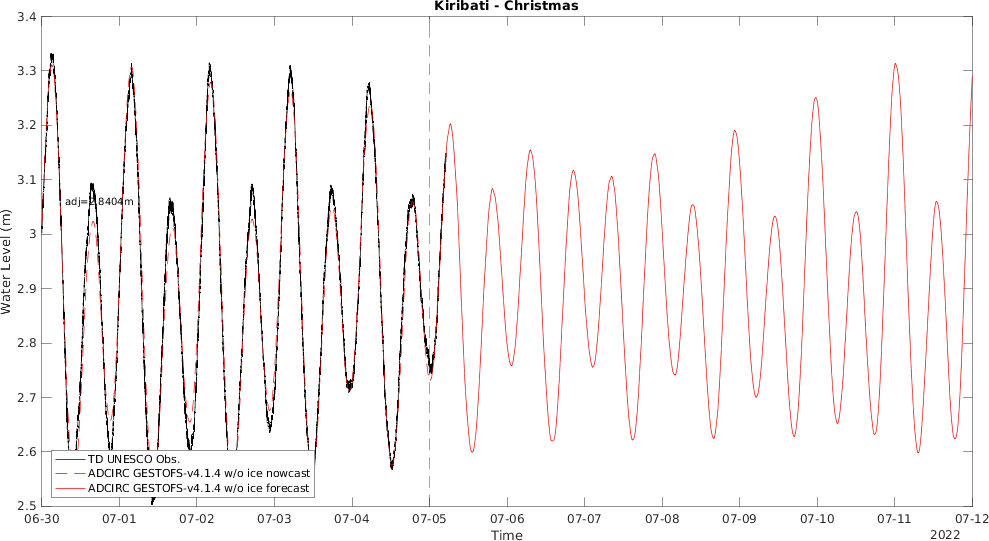 Kiribati - Christmas
3.4
3.3
3.2
3.1
3
2.9
2.8
2.7
2.6
2.5
Water Level (m)
adj=2.8404m
TD UNESCO Obs.
ADCIRC GESTOFS-v4.1.4 w/o ice nowcast
ADCIRC GESTOFS-v4.1.4 w/o ice forecast
06-30 07-01 07-02 07-03 07-04 07-05 07-06 07-07 07-08 07-09 07-10 07-11 07-12
Time
2022